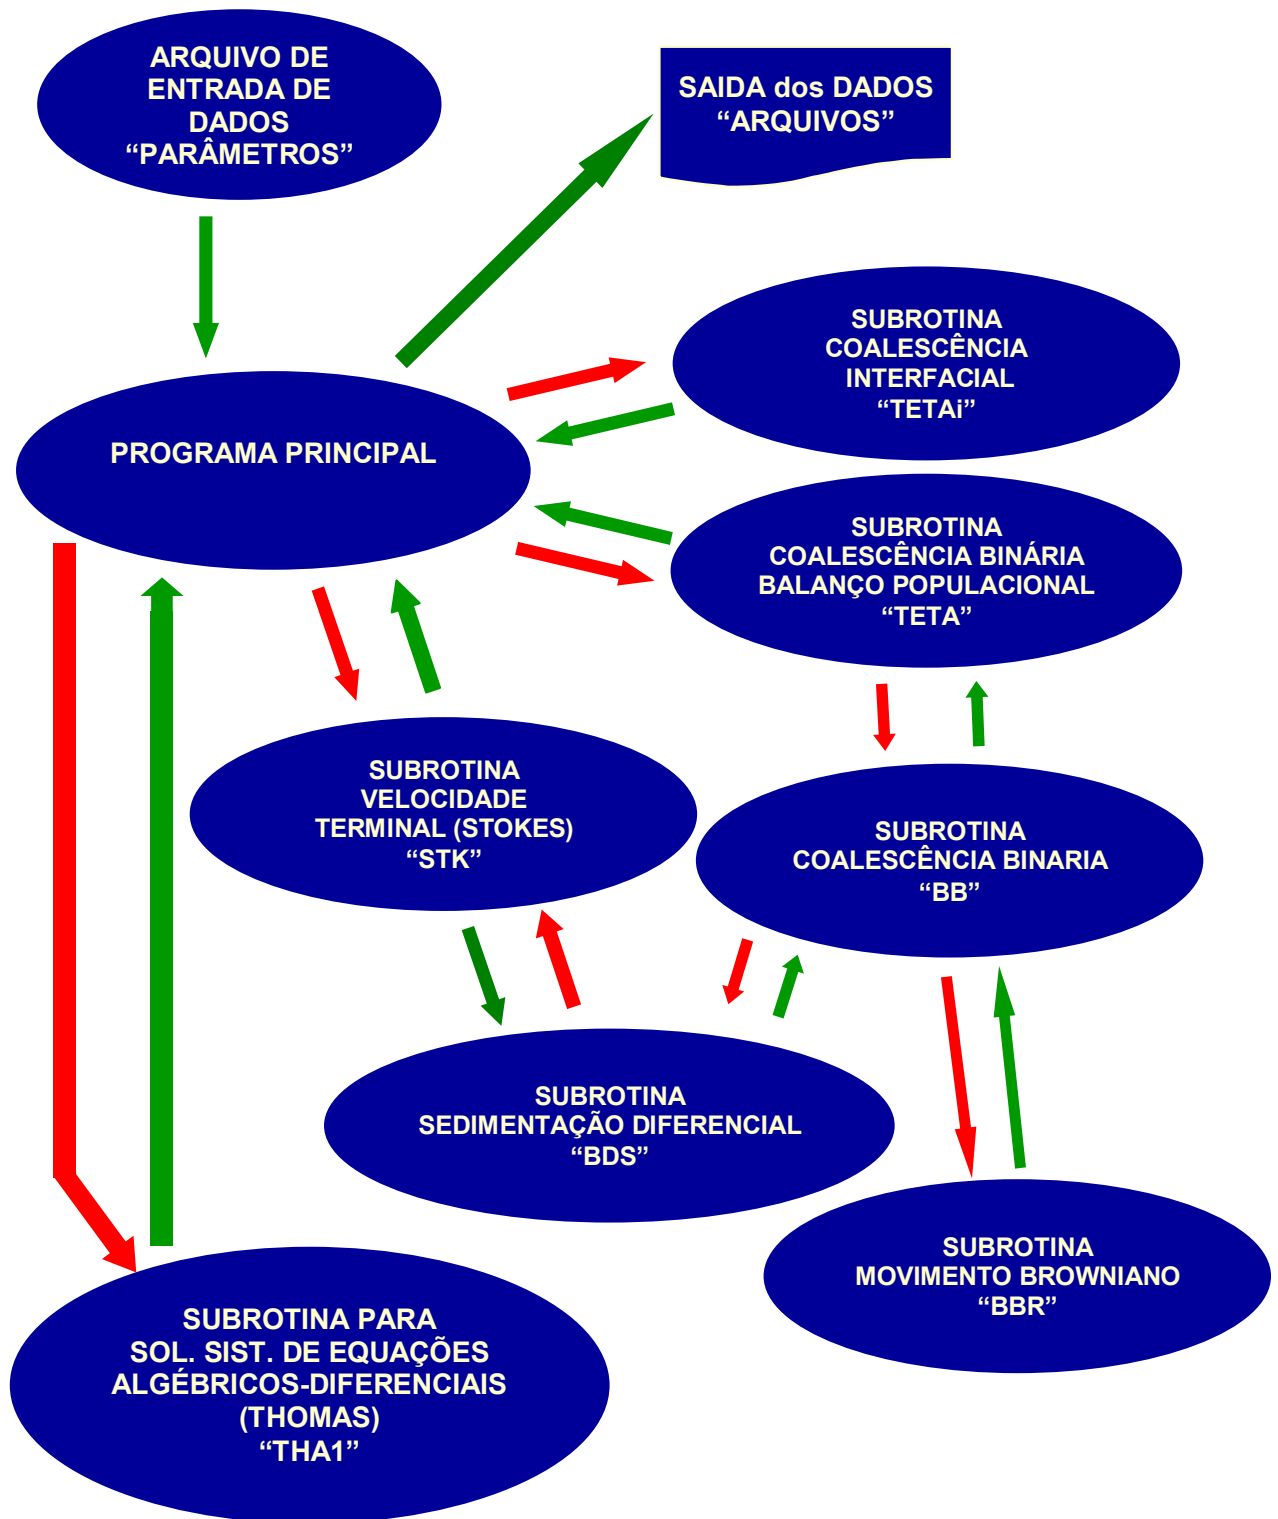 ARQUIVO DE
ENTRADA DE
DADOS
“PARÂMETROS”
SAIDA dos DADOS
“ARQUIVOS”
SUBROTINA
COALESCÊNCIA
INTERFACIAL
“TETAi”
PROGRAMA PRINCIPAL
SUBROTINA
COALESCÊNCIA BINÁRIA
BALANÇO POPULACIONAL
“TETA”
SUBROTINA
VELOCIDADE
TERMINAL (STOKES)
“STK”
SUBROTINA
COALESCÊNCIA BINARIA
“BB”
SUBROTINA
SEDIMENTAÇÃO DIFERENCIAL
“BDS”
SUBROTINA
MOVIMENTO BROWNIANO
“BBR”
SUBROTINA PARA
SOL. SIST. DE EQUAÇÕES
ALGÉBRICOS-DIFERENCIAIS
(THOMAS)
“THA1”